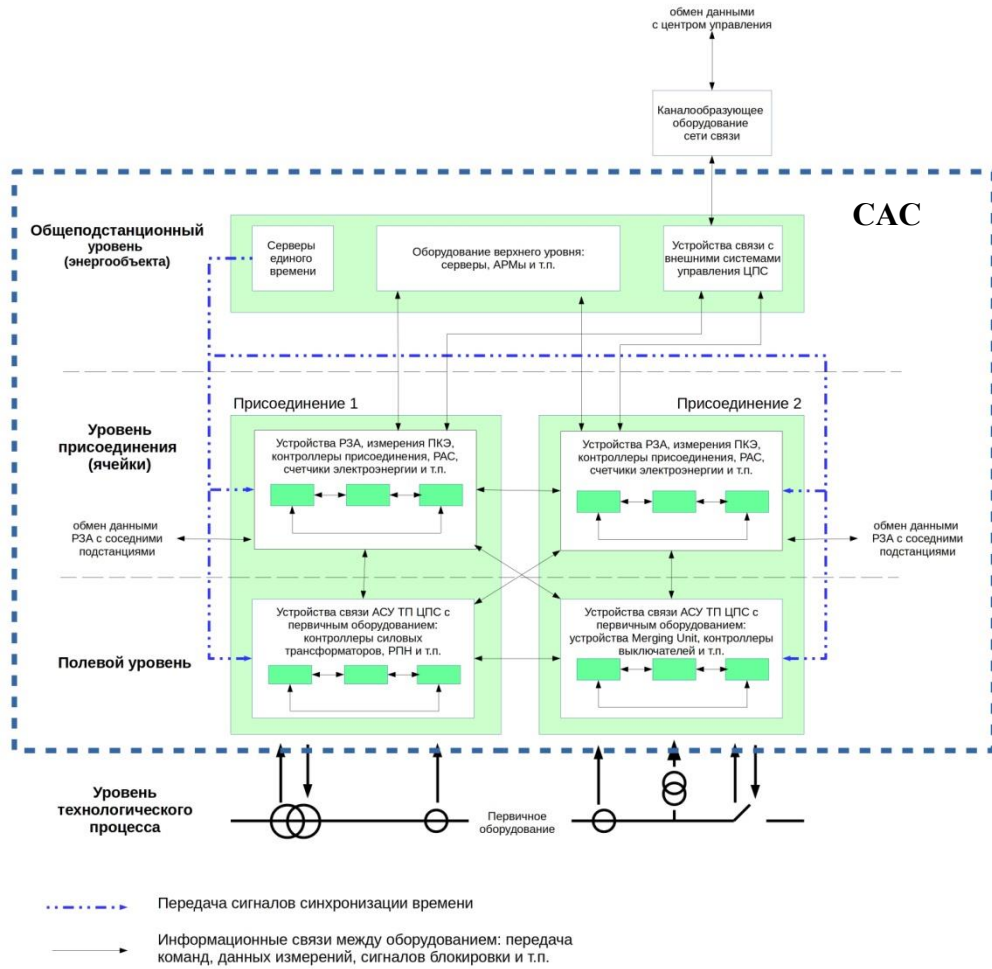 обмен данными
с центром управления
Каналообразующее
оборудование
сети связи
САС
Общеподстанционный
уровень
(энергообъекта)
Серверы
единого
времени
Оборудование верхнего уровня:
серверы, АРМы и т.п.
Устройства связи с
внешними системами
управления ЦПС
Присоединение 1
Присоединение 2
Уровень
присоединения
(ячейки)
Устройства РЗА, измерения ПКЭ,
контроллеры присоединения, РАС,
счетчики электроэнергии и т.п.
Устройства РЗА, измерения ПКЭ,
контроллеры присоединения, РАС,
счетчики электроэнергии и т.п.
обмен данными
РЗА с соседними
подстанциями
обмен данными
РЗА с соседними
подстанциями
Полевой уровень
Устройства связи АСУ ТП ЦПС с
первичным оборудованием:
контроллеры силовых
трансформаторов, РПН и т.п.
Устройства связи АСУ ТП ЦПС с
первичным оборудованием:
устройства Merging Unit, контроллеры
выключателей и т.п.
Уровень
технологического
процесса
Первичное
оборудование
Передача сигналов синхронизации времени
Информационные связи между оборудованием: передача
команд, данных измерений, сигналов блокировки и т.п.